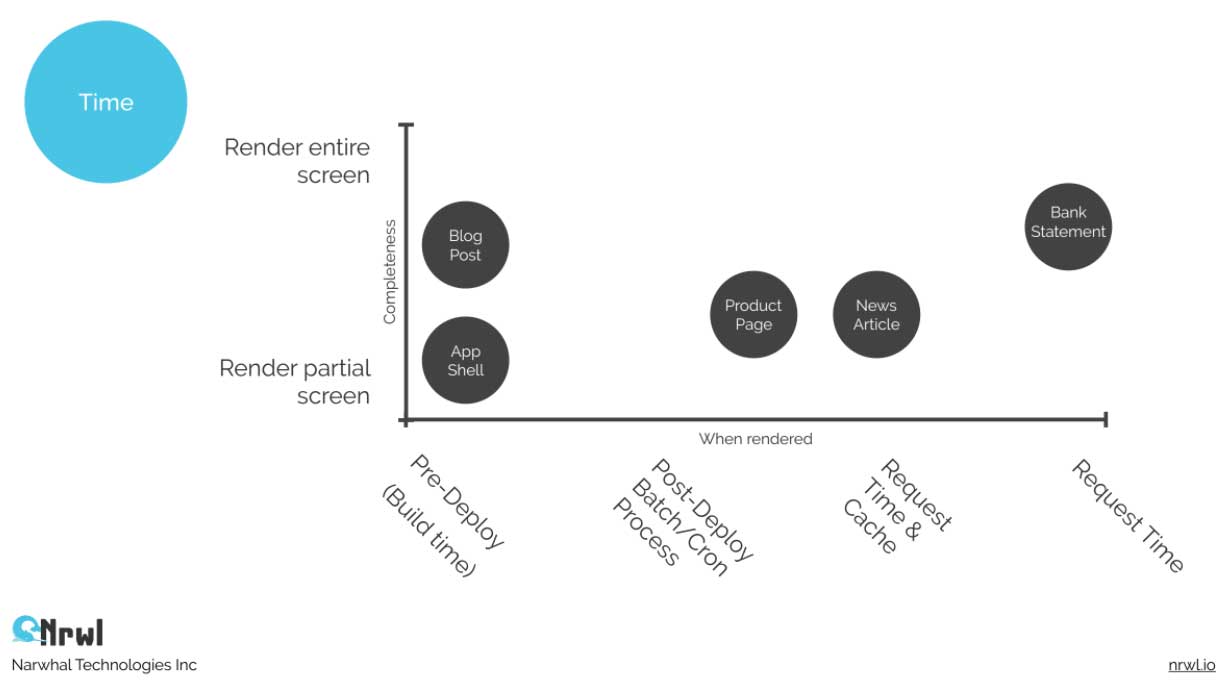 Time
Render entire
screen
Completeness
Blog
Post
Bank
Statement
Product
Page
News
Article
App
Shell
Render partial
screen
When rendered
Pre-Deploy
(Build time)
Post-Deploy
Batch/Cron
Process
Request
Time &
Cache
Request Time
Nrwl
Narwhal Technologies Inc
nrwl.io